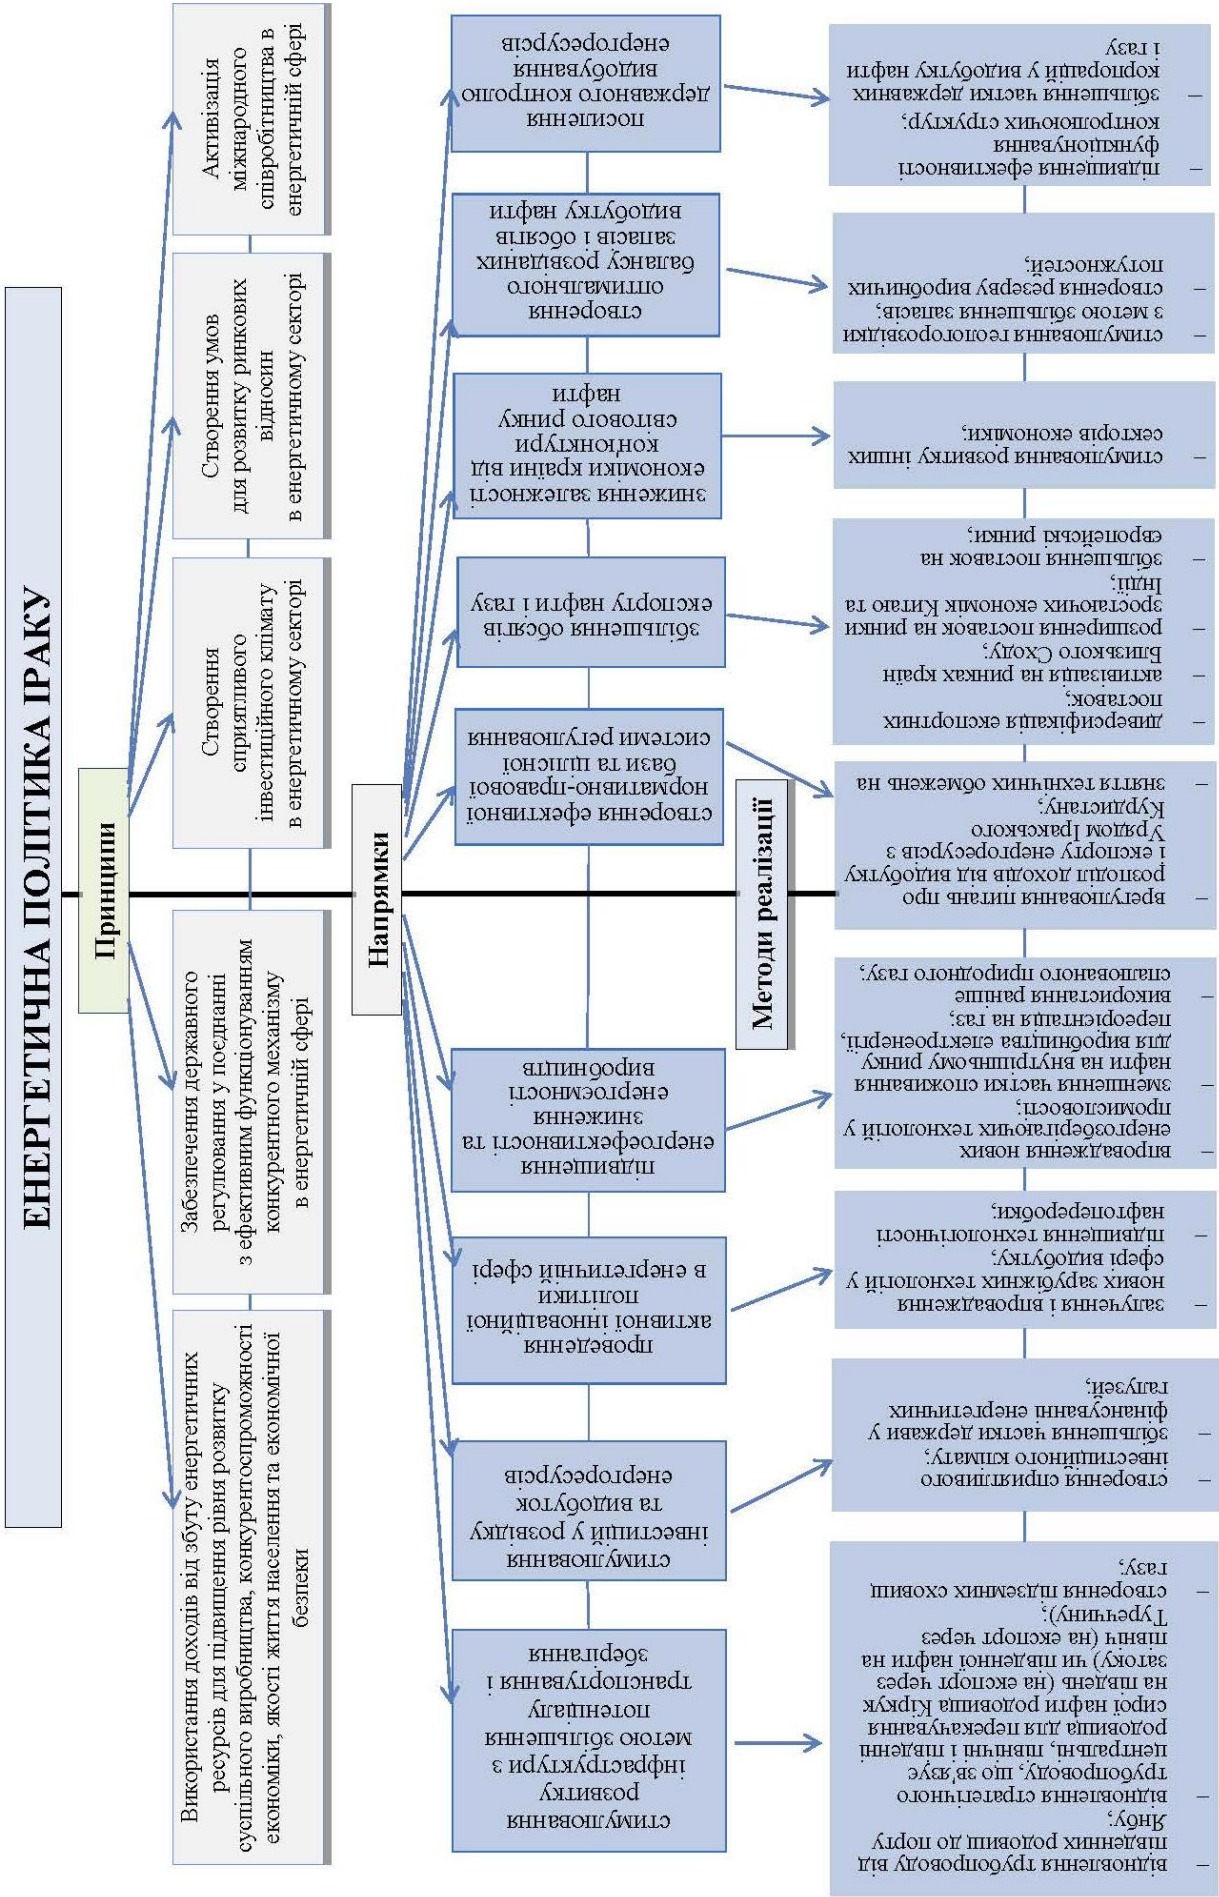 ЕНЕРГЕТИЧНА ПОЛІТИКА ІРАКУ
Принципи
Використання доходів від збуту енергетичних
ресурсів для підвищення рівня розвитку
суспільного виробництва, конкурентоспроможності
економіки, якості життя населення та економічної
безпеки
Забезпечення державного
регулювання у поєднанні
з ефективним функціонуванням
конкурентного механізму
в енергетичній сфері
Створення
сприятливого
інвестиційного клімату
в енергетичному секторі
Створення умов
для розвитку ринкових
відносин
в енергетичному секторі
Активізація
міжнародного
співробітництва в
енергетичній сфері
Напрямки
стимулювання
розвитку
інфраструктури з
метою збільшення
потенціалу
транспортування і
зберігання
стимулювання
інвестицій у розвідку
та видобуток
енергоресурсів
проведення
активної інноваційної
політики
в енергетичній сфері
підвищення
енергоефективності та
зниження
енергоємності
виробництв
створення ефективної
нормативно-правової
бази та цілісної
системи регулювання
збільшення обсягів
експорту нафти і газу
зниження залежності
економіки країни від
кон'юнктури
світового ринку
нафти
створення
оптимального
балансу розвіданих
запасів і обсягів
видобутку нафти
посилення
державного контролю
видобування
енергоресурсів
Методи реалізації
– відновлення трубопроводу від
південних родовищ до порту
Янбу;
– відновлення стратегічного
трубопроводу, що зв'язує
центральні, північні і південні
родовища для перекачування
сирої нафти родовища Кіркук
на південь (на експорт через
затоку) чи південної нафти на
північ (на експорт через
Туреччину);
– створення підземних сховищ
газу;
– створення сприятливого
інвестиційного клімату;
– збільшення частки держави у
фінансуванні енергетичних
галузей;
– залучення і впровадження
нових зарубіжних технологій у
сфері видобутку;
– підвищення технологічності
нафтопереробки;
– впровадження нових
енергозберігаючих технологій у
промисловості;
– зменшення частки споживання
нафти на внутрішньому ринку
для виробництва електроенергії,
переорієнтація на газ;
– використання раніше
спалюваного природного газу;
– врегулювання питань про
розподіл доходів від видобутку
і експорту енергоресурсів з
Урядом Іракського
Курдистану;
– зняття технічних обмежень на
– диверсифікація експортних
поставок;
– активізація на ринках країн
Близького Сходу;
– розширення поставок на ринки
зростаючих економік Китаю та
Індії;
– збільшення поставок на
європейські ринки;
– стимулювання розвитку інших
секторів економіки;
– стимулювання геологорозвідки
з метою збільшення запасів;
– створення резерву виробничих
потужностей;
– підвищення ефективності
функціонування
контролюючих структур;
– збільшення частки державних
корпорацій у видобутку нафти
і газу